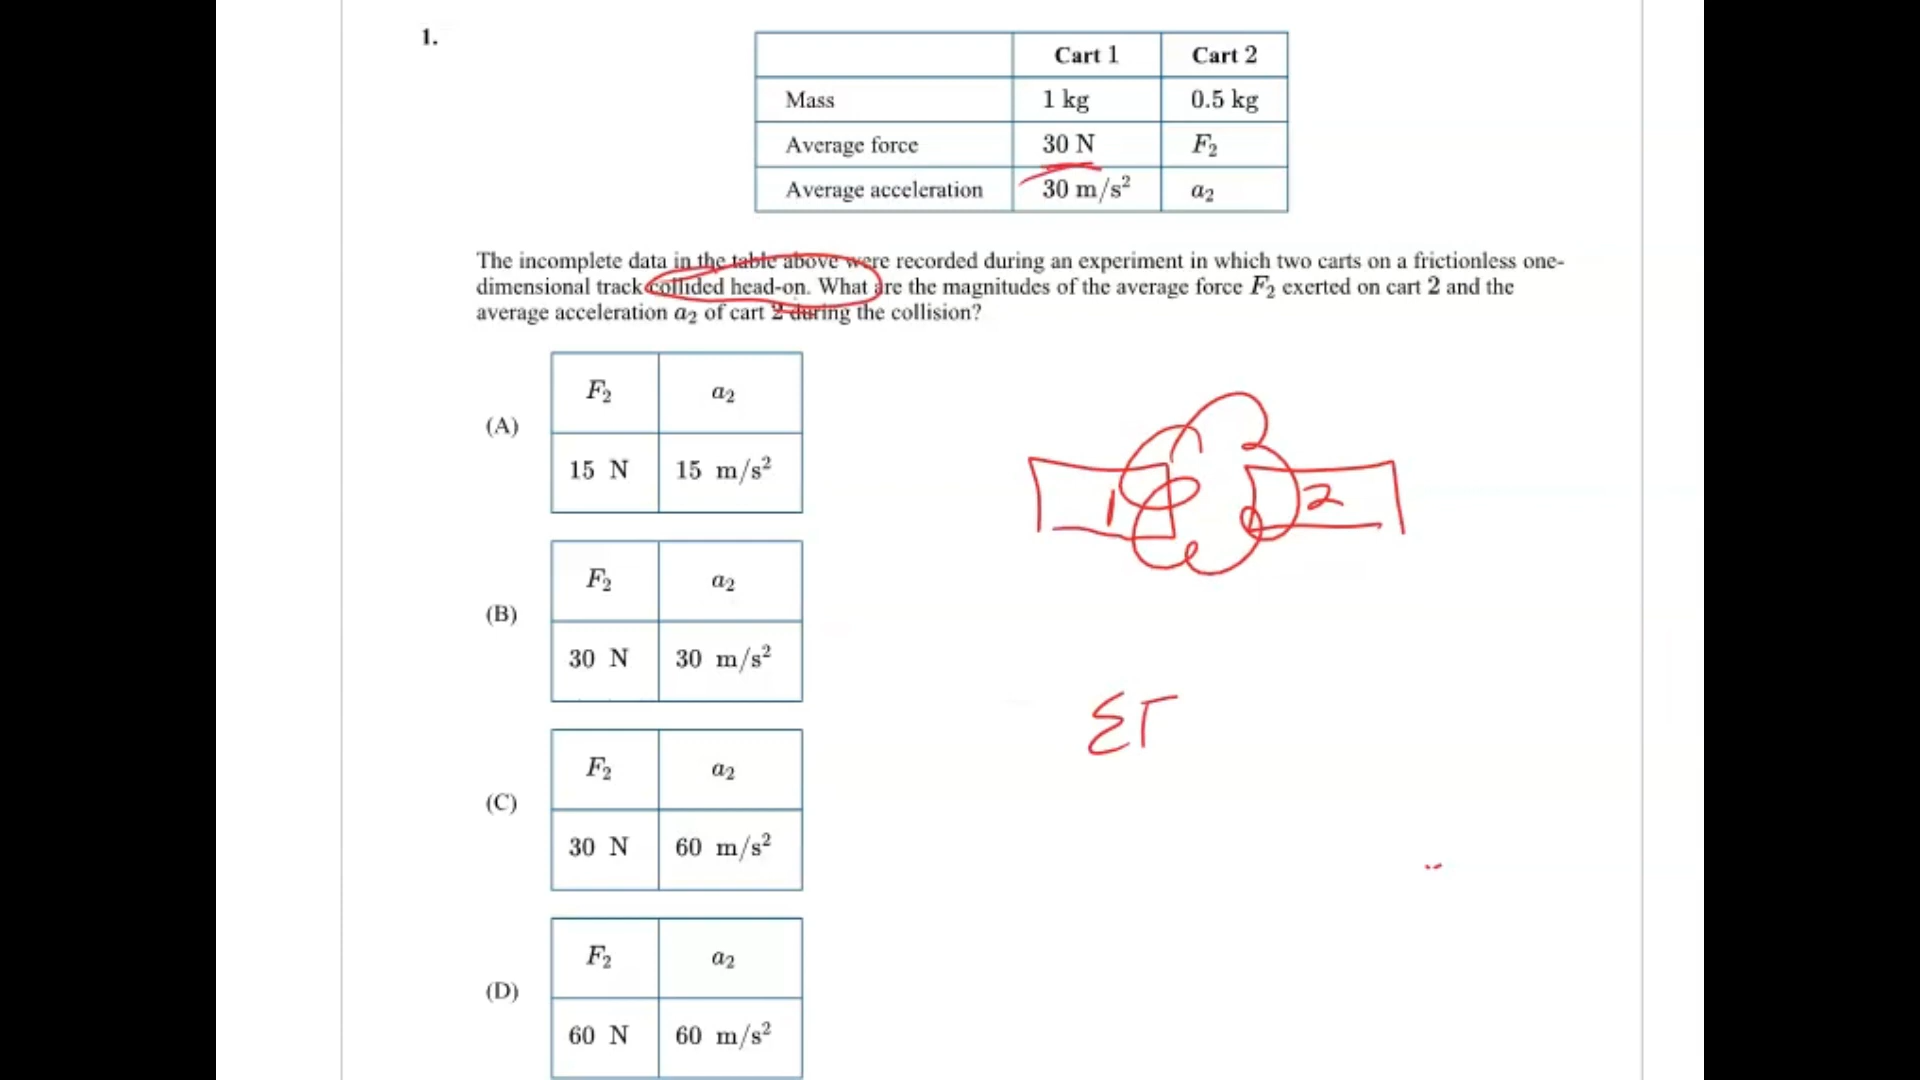 1.
Cart 1 Cart 2
Mass 1 kg 0.5 kg
Average force 30 N F₂
Average acceleration 30 m/s² a₂
The incomplete data in the table above were recorded during an experiment in which two carts on a frictionless one-
dimensional track collided head-on. What are the magnitudes of the average force F₂ exerted on cart 2 and the
average acceleration a₂ of cart 2 during the collision?
(A)
F₂ a₂
15 N 15 m/s²
(B)
F₂ a₂
30 N 30 m/s²
(C)
F₂ a₂
30 N 60 m/s²
(D)
F₂ a₂
60 N 60 m/s²
1 2